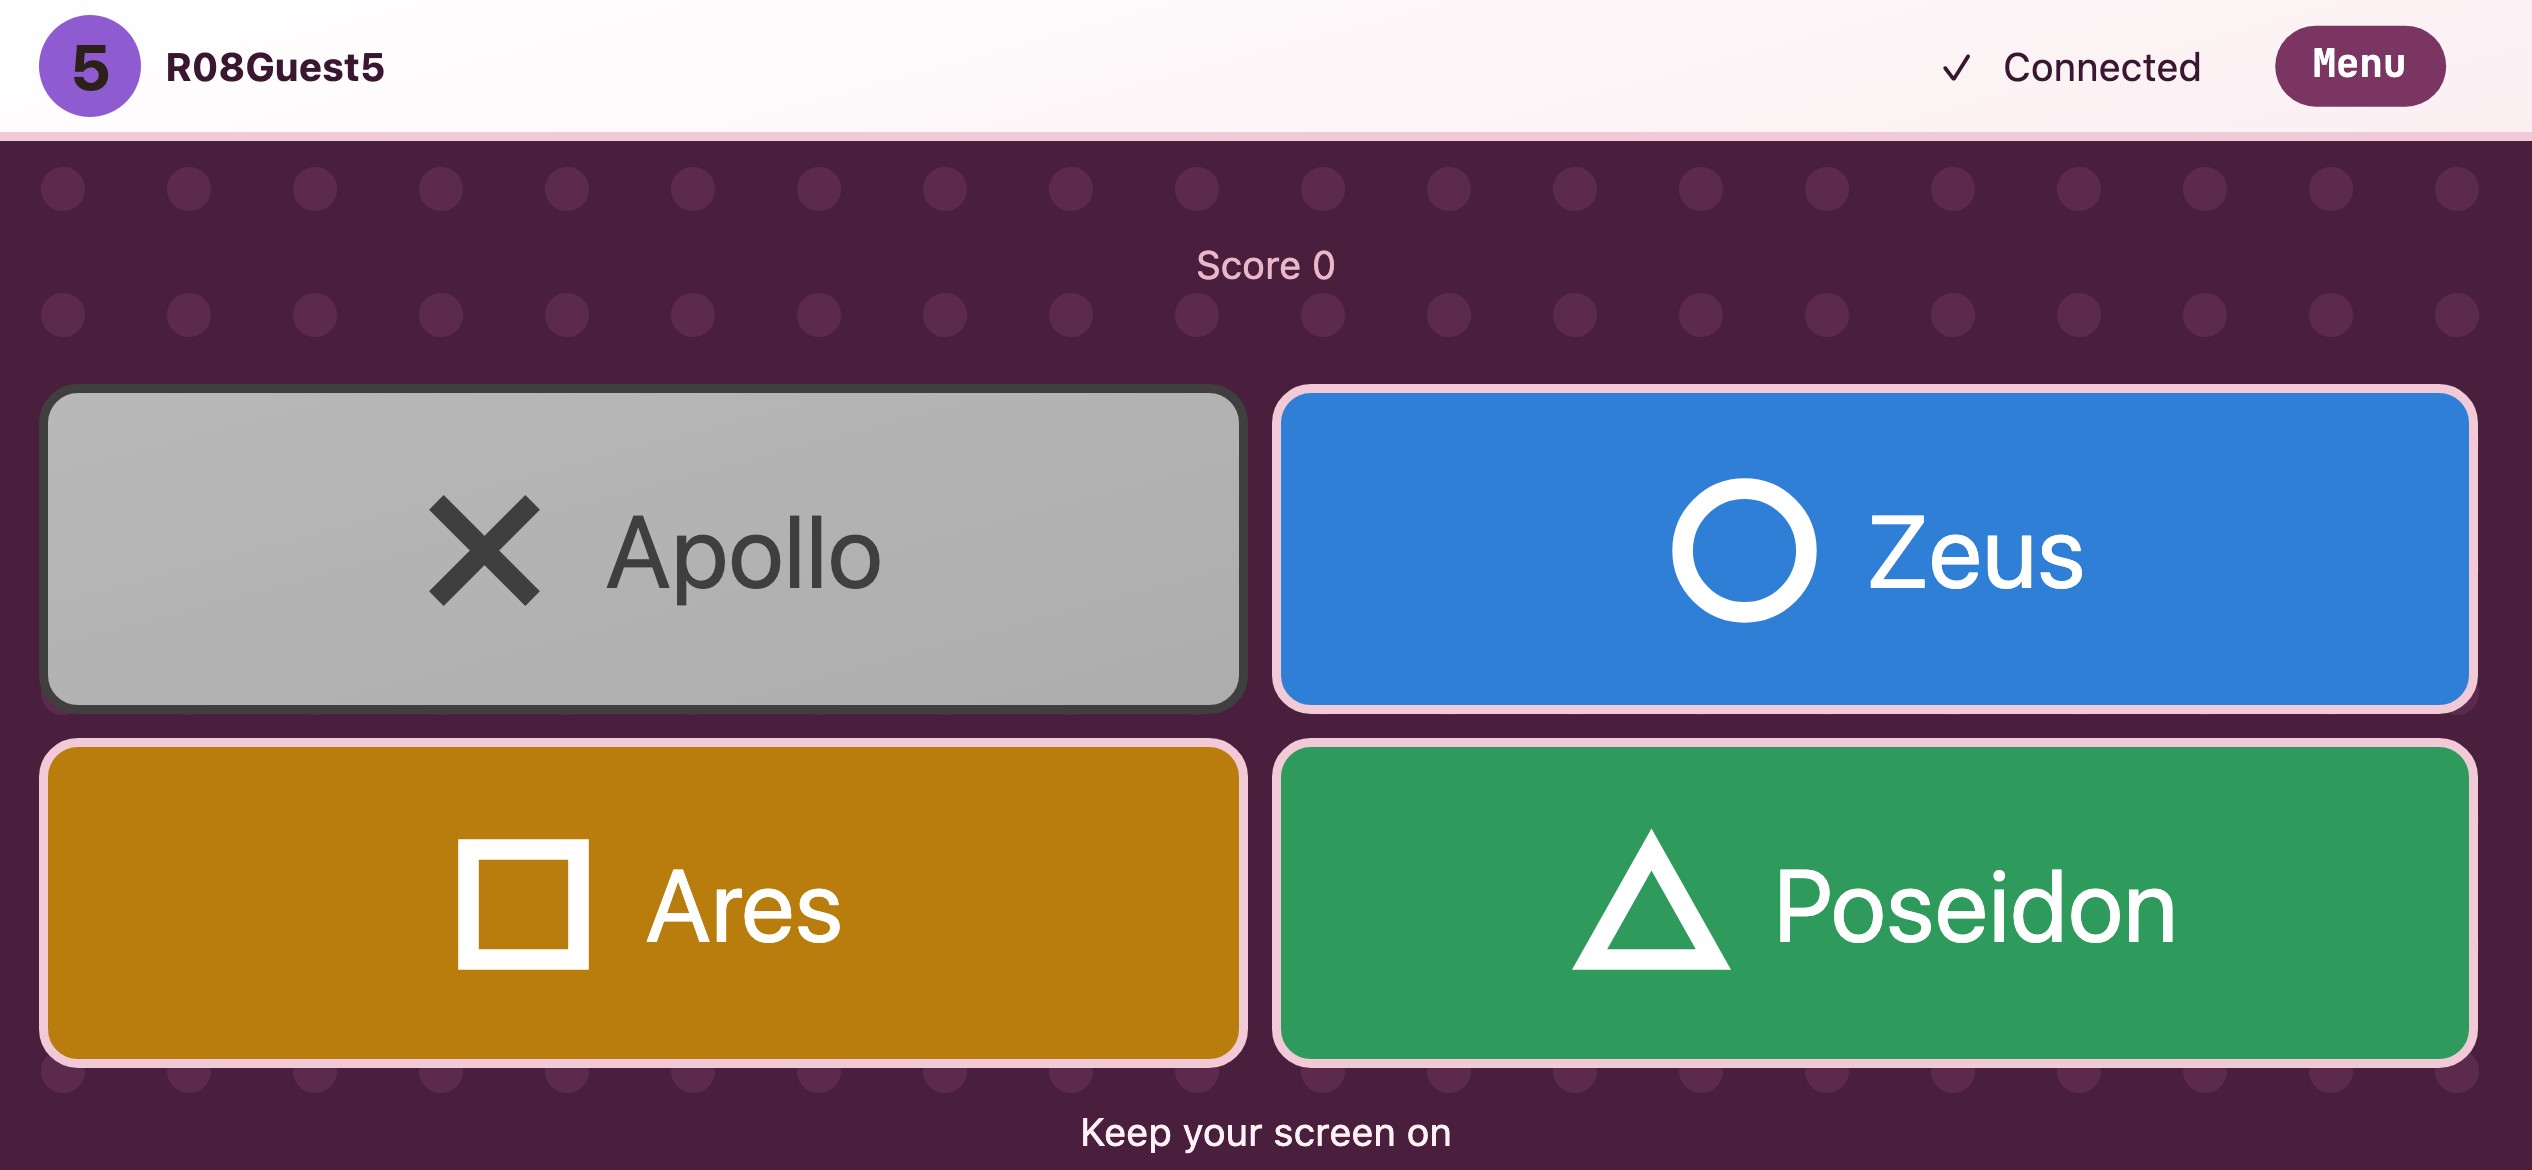 5 R08Guest5 ✓ Connected Menu
Score 0
Apollo
Zeus
Ares
Poseidon
Keep your screen on